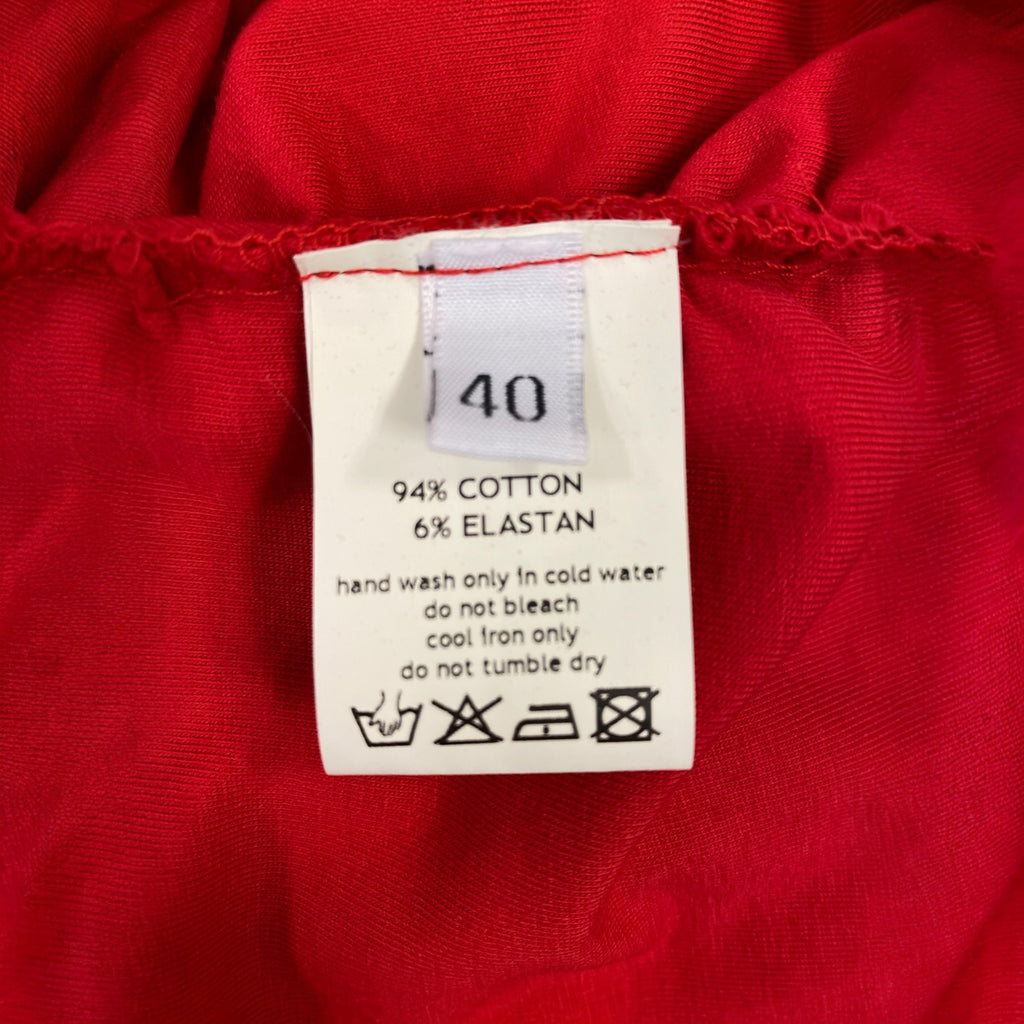 40
94% COTTON
6% ELASTAN
hand wash only in cold water
do not bleach
cool iron only
do not tumble dry